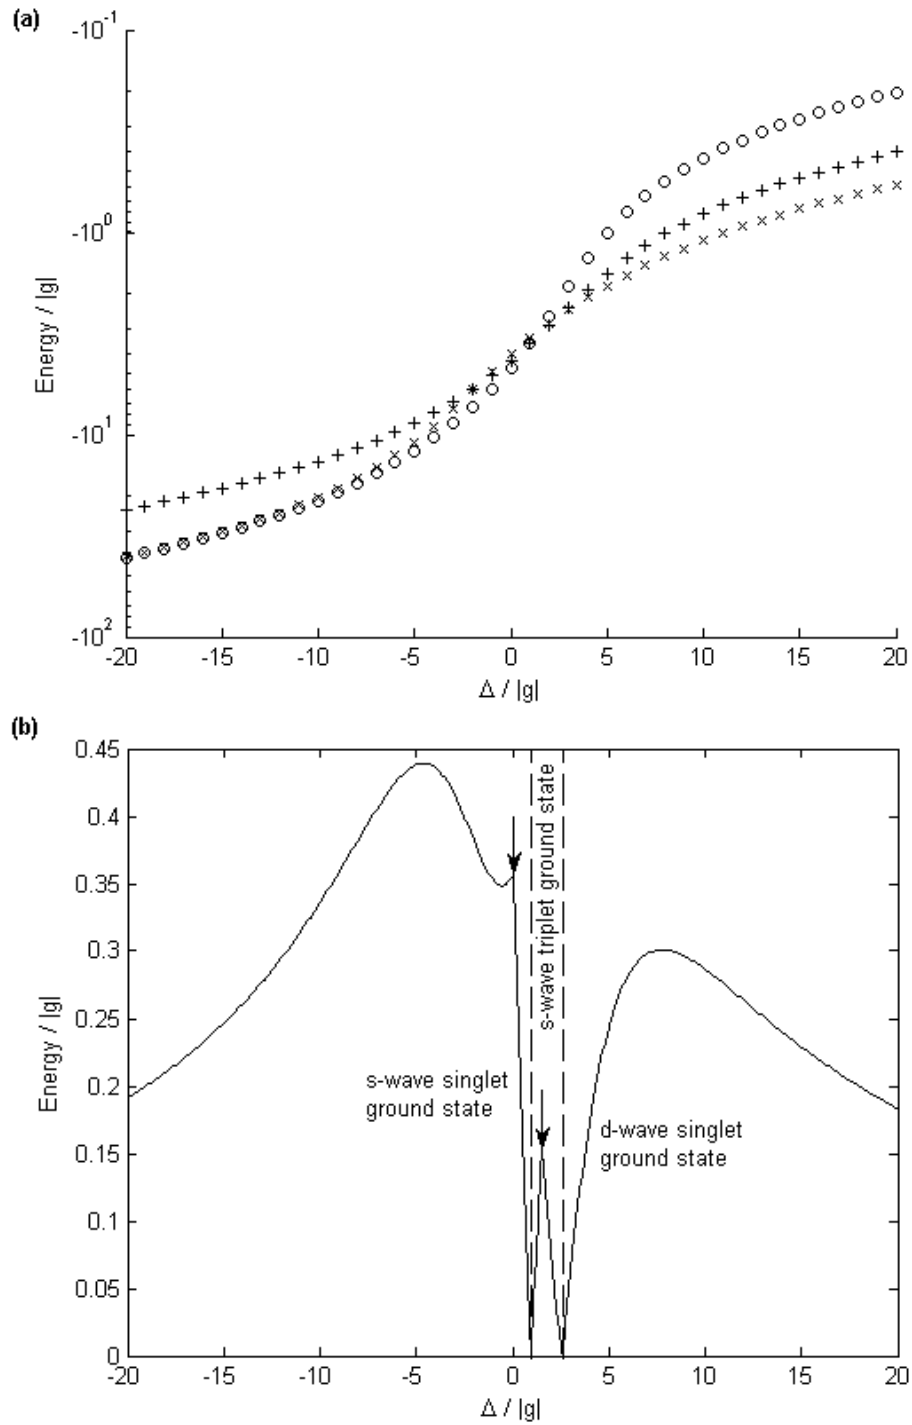 (a)
-10^-1
-10^0
-10^1
-10^2
Energy / |g|
-20 -15 -10 -5 0 5 10 15 20
Δ / |g|
(b)
0.45
0.4
0.35
0.3
0.25
0.2
0.15
0.1
0.05
0
Energy / |g|
s-wave singlet
ground state
s-wave triplet ground state
d-wave singlet
ground state
-20 -15 -10 -5 0 5 10 15 20
Δ / |g|